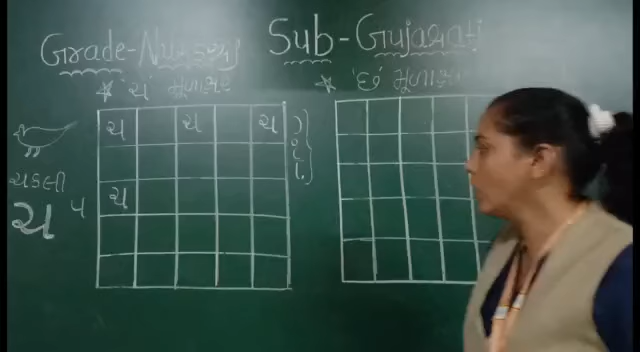 Grade-Nursery
Sub-Gujarati
* 'ચ' મૂળાક્ષર
* 'છ' મૂળાક્ષર
ચ ચ ચ
ચકલી
ચ
ચ